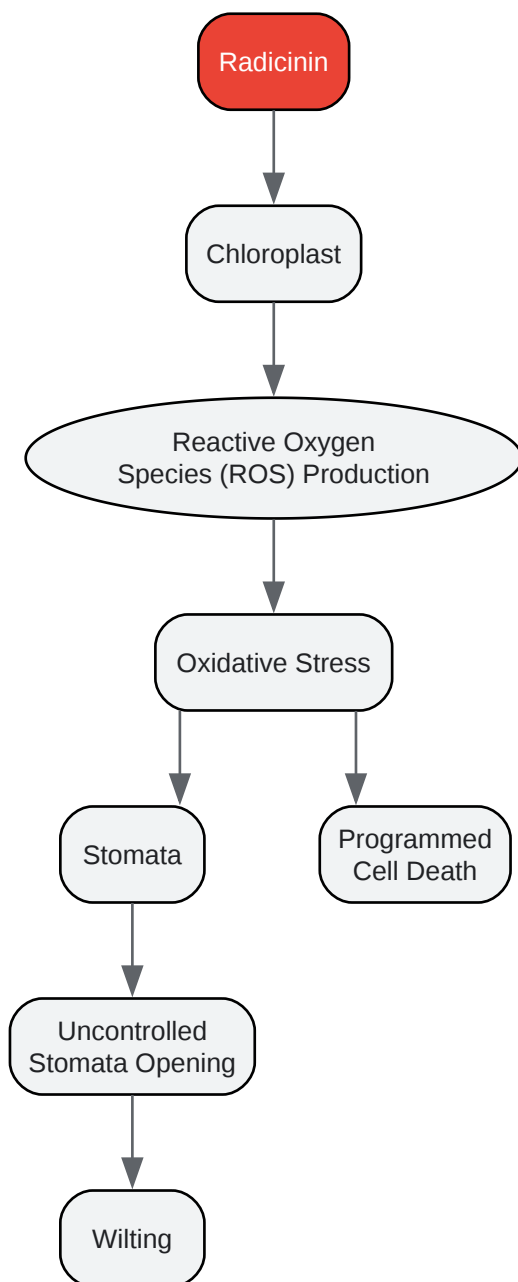 Radicinin
Chloroplast
Reactive Oxygen
Species (ROS) Production
Oxidative Stress
Stomata
Programmed
Cell Death
Uncontrolled
Stomata Opening
Wilting